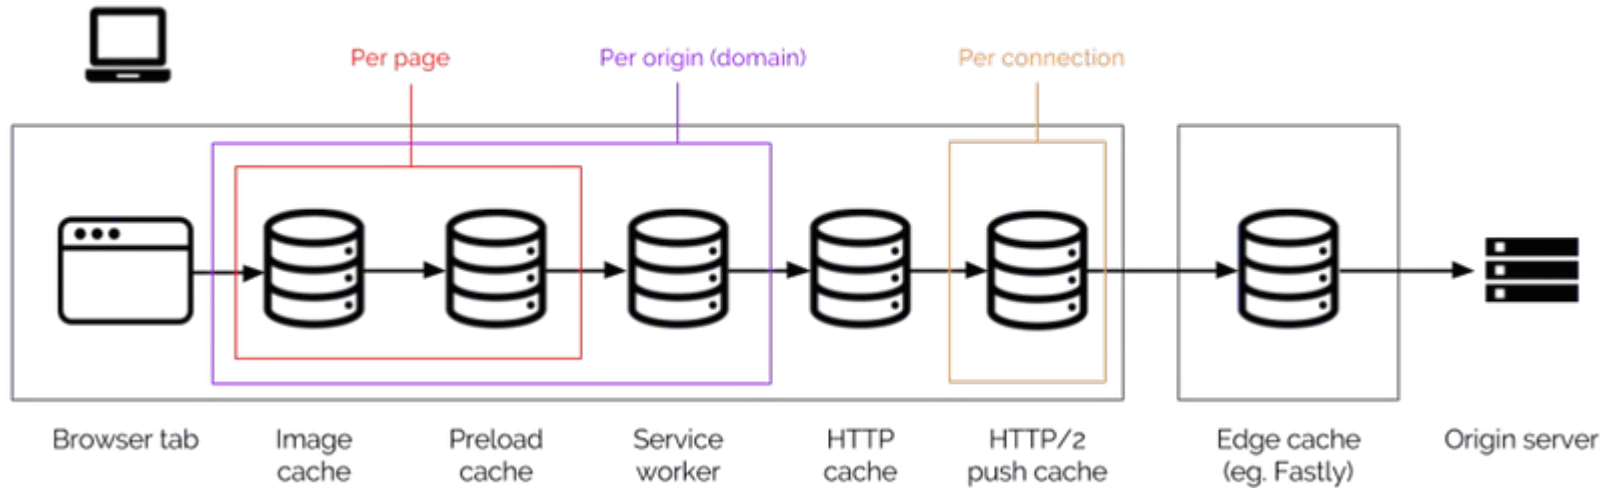 Per page
Per origin (domain)
Per connection
Browser tab
Image
cache
Preload
cache
Service
worker
HTTP
cache
HTTP/2
push cache
Edge cache
(eg. Fastly)
Origin server